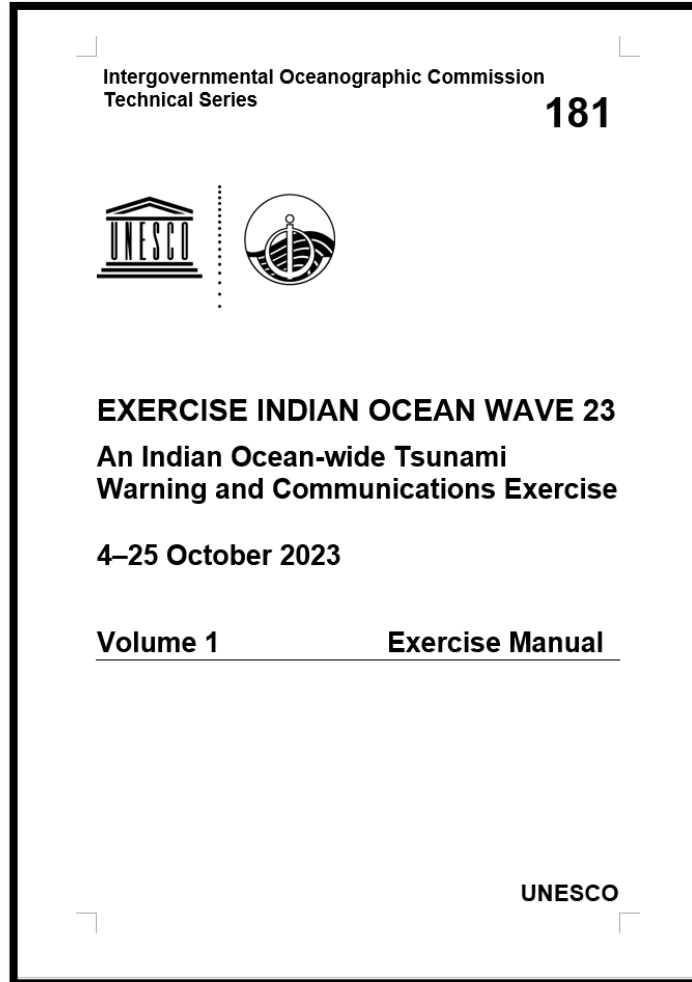 Intergovernmental Oceanographic Commission
Technical Series
181
UNESCO
EXERCISE INDIAN OCEAN WAVE 23
An Indian Ocean-wide Tsunami
Warning and Communications Exercise
4–25 October 2023
Volume 1 Exercise Manual
UNESCO